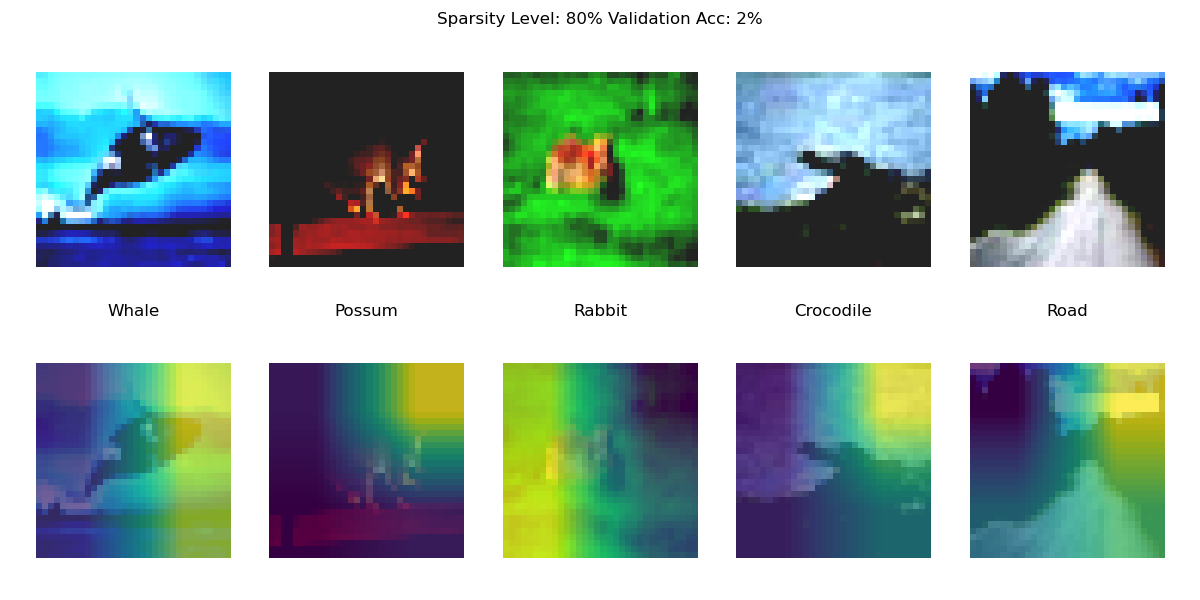 Sparsity Level: 80% Validation Acc: 2%
Whale
Possum
Rabbit
Crocodile
Road